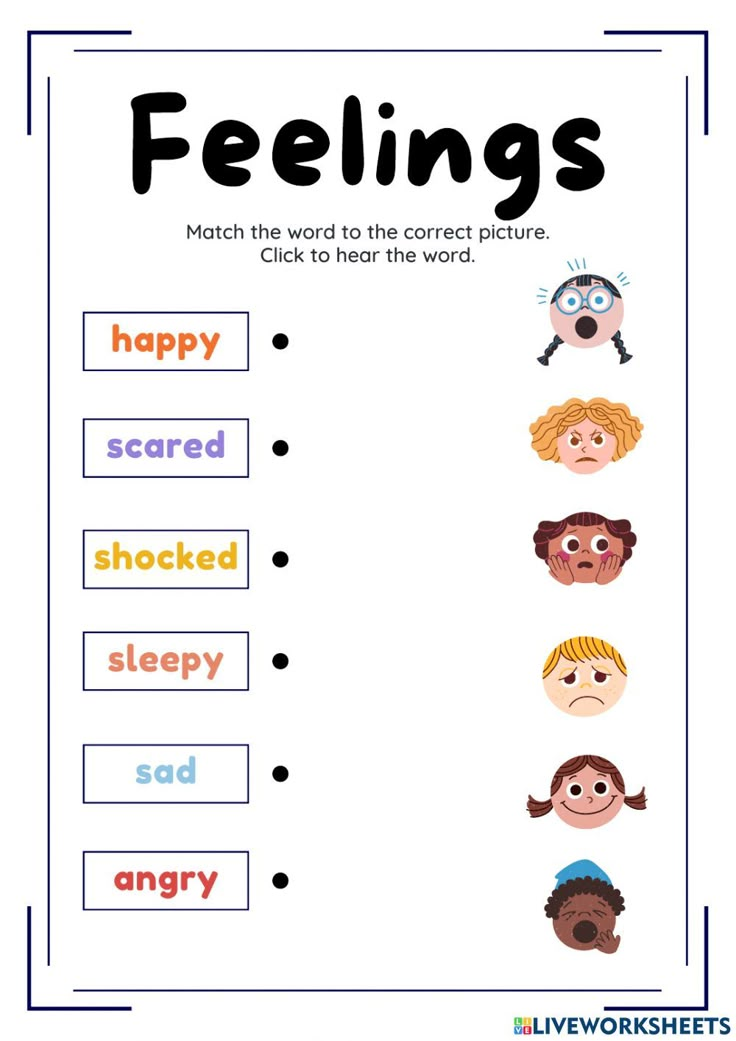 Feelings
Match the word to the correct picture.
Click to hear the word.
happy
scared
shocked
sleepy
sad
angry
LIVE LIVEWORKSHEETS